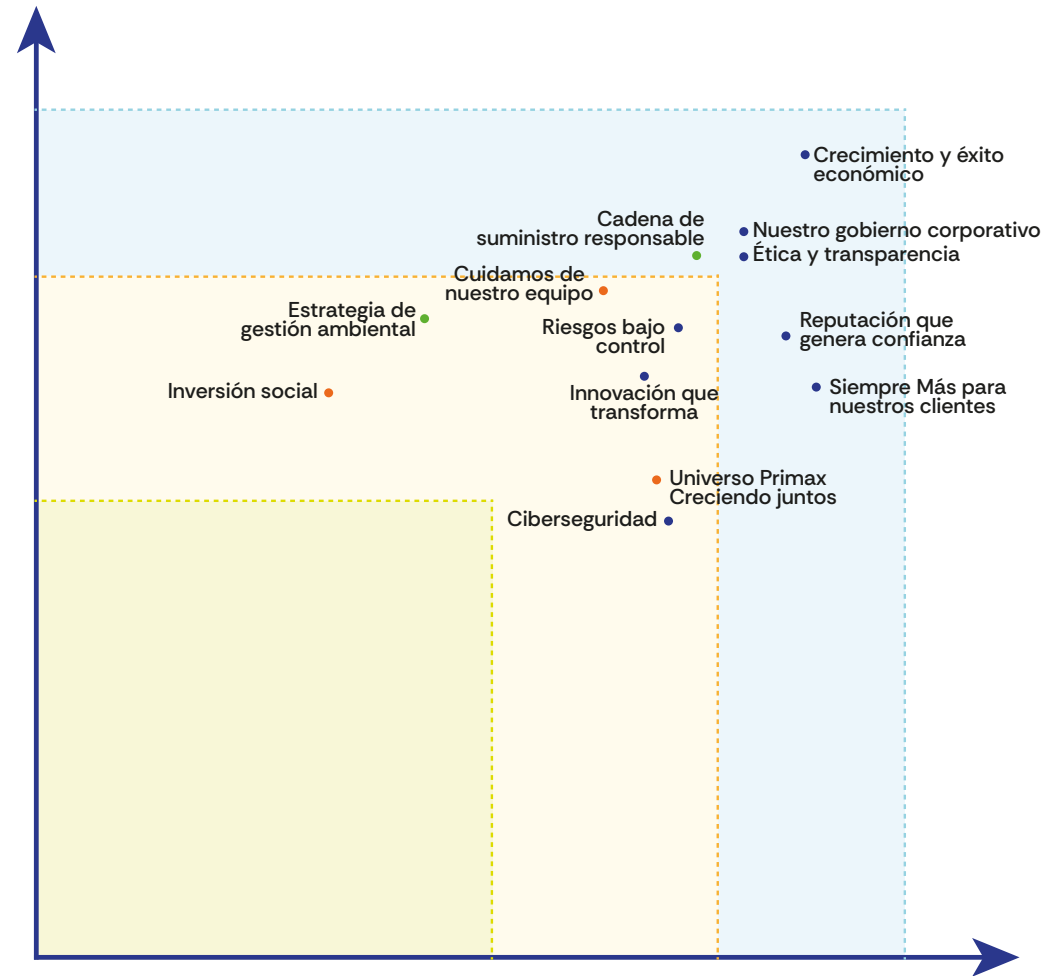 Crecimiento y éxito
económico
Cadena de
suministro responsable
Nuestro gobierno corporativo
Ética y transparencia
Cuidamos de
nuestro equipo
Estrategia de
gestión ambiental
Riesgos bajo
control
Reputación que
genera confianza
Inversión social
Innovación que
transforma
Siempre Más para
nuestros clientes
Universo Primax
Creciendo juntos
Ciberseguridad